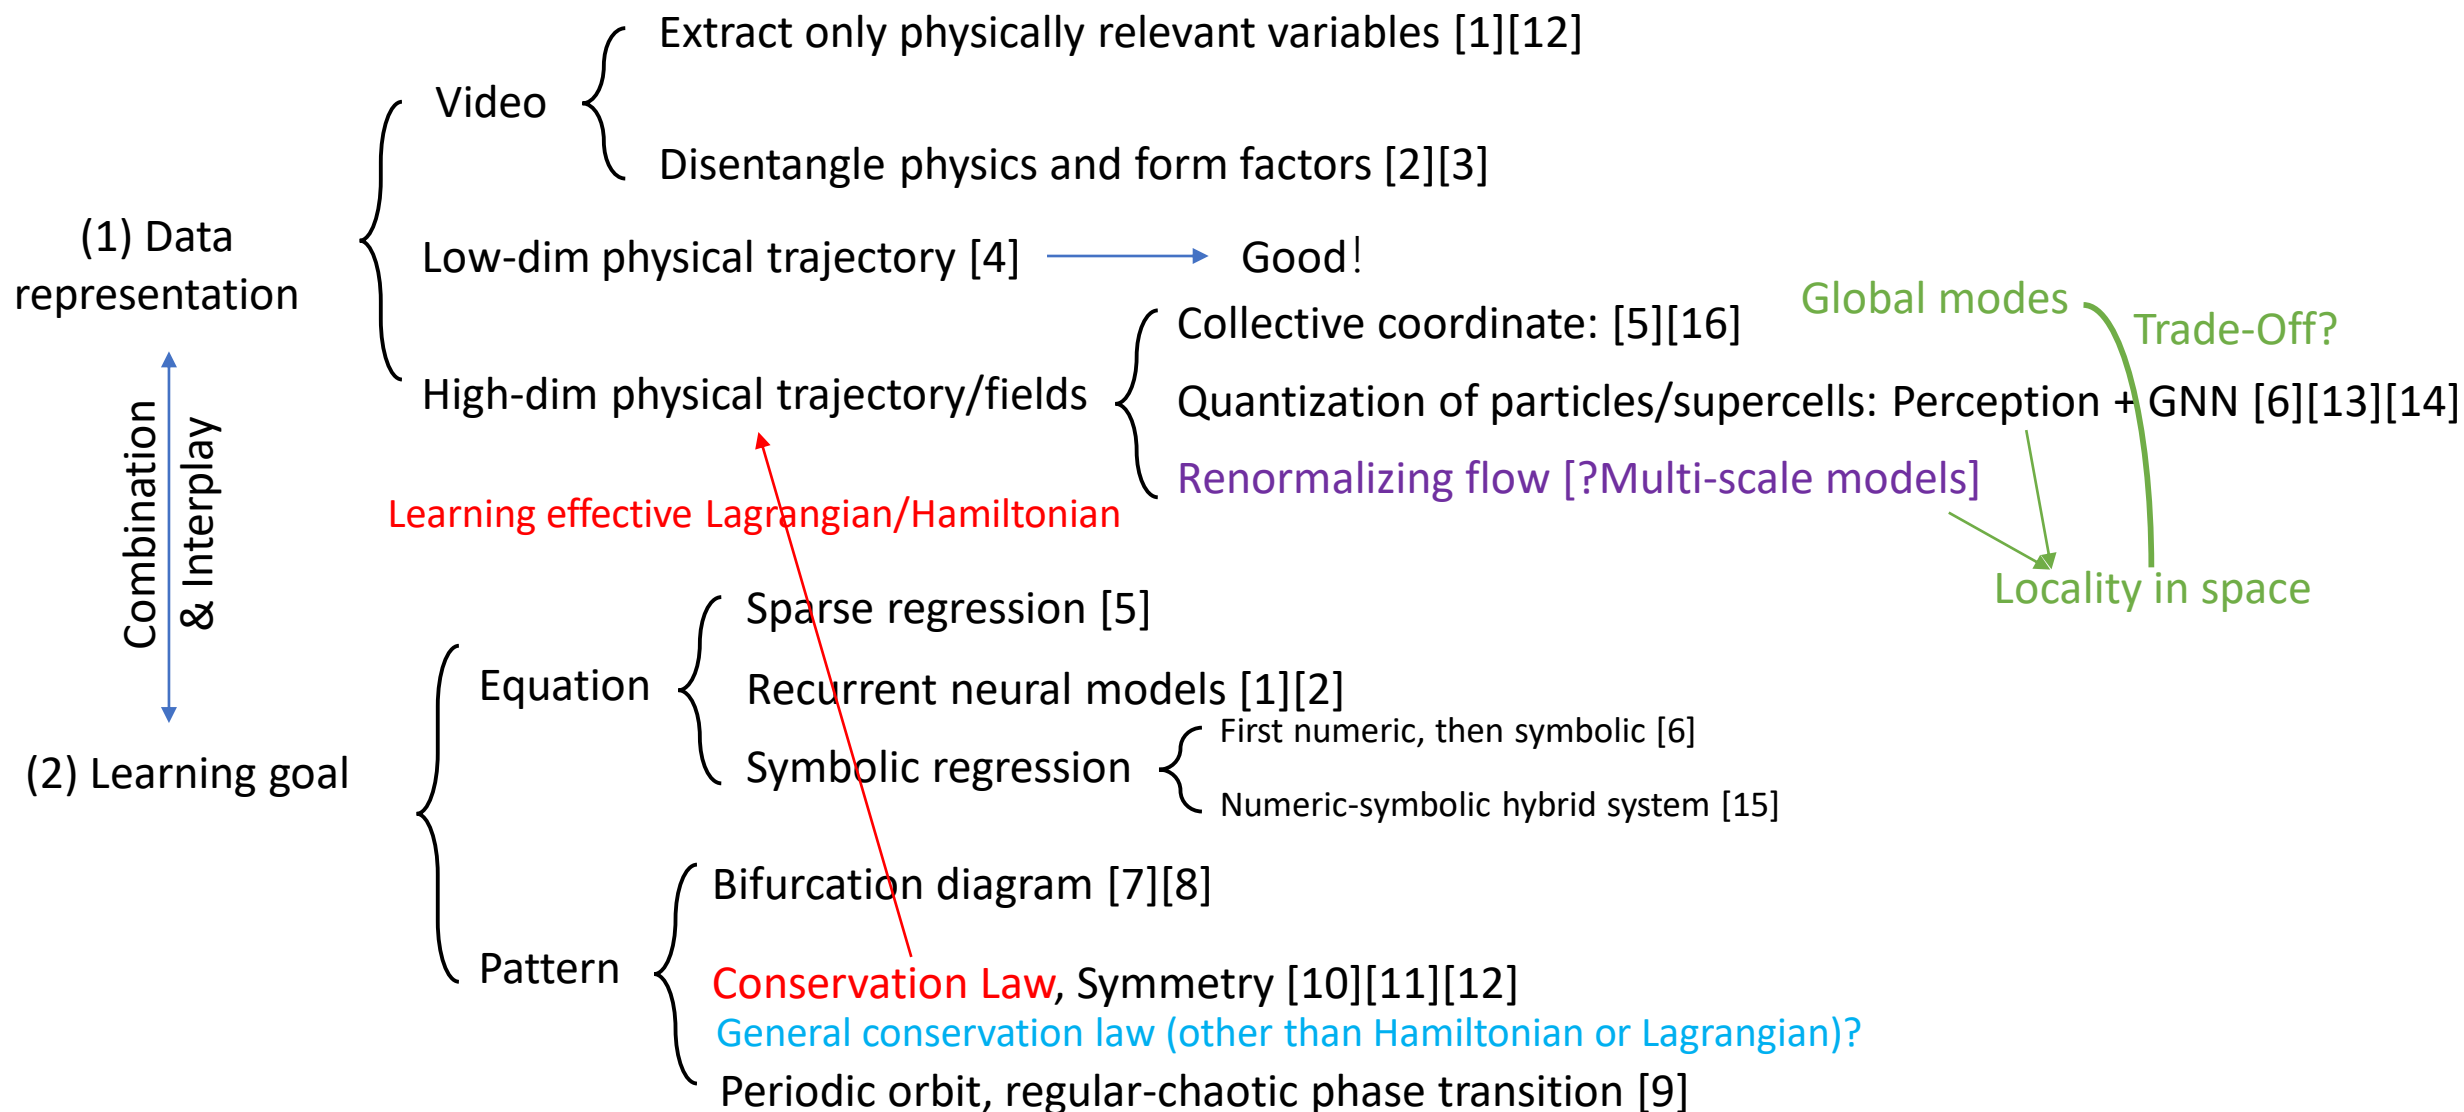 Extract only physically relevant variables [1][12]
Video
Disentangle physics and form factors [2][3]
(1) Data
representation
Low-dim physical trajectory [4]
Good！
Global modes
Trade-Off?
Collective coordinate: [5][16]
High-dim physical trajectory/fields
Quantization of particles/supercells: Perception + GNN [6][13][14]
Renormalizing flow [?Multi-scale models]
Learning effective Lagrangian/Hamiltonian
Locality in space
Combination
& Interplay
Sparse regression [5]
Equation
Recurrent neural models [1][2]
First numeric, then symbolic [6]
(2) Learning goal
Symbolic regression
Numeric-symbolic hybrid system [15]
Bifurcation diagram [7][8]
Pattern
Conservation Law, Symmetry [10][11][12]
General conservation law (other than Hamiltonian or Lagrangian)?
Periodic orbit, regular-chaotic phase transition [9]